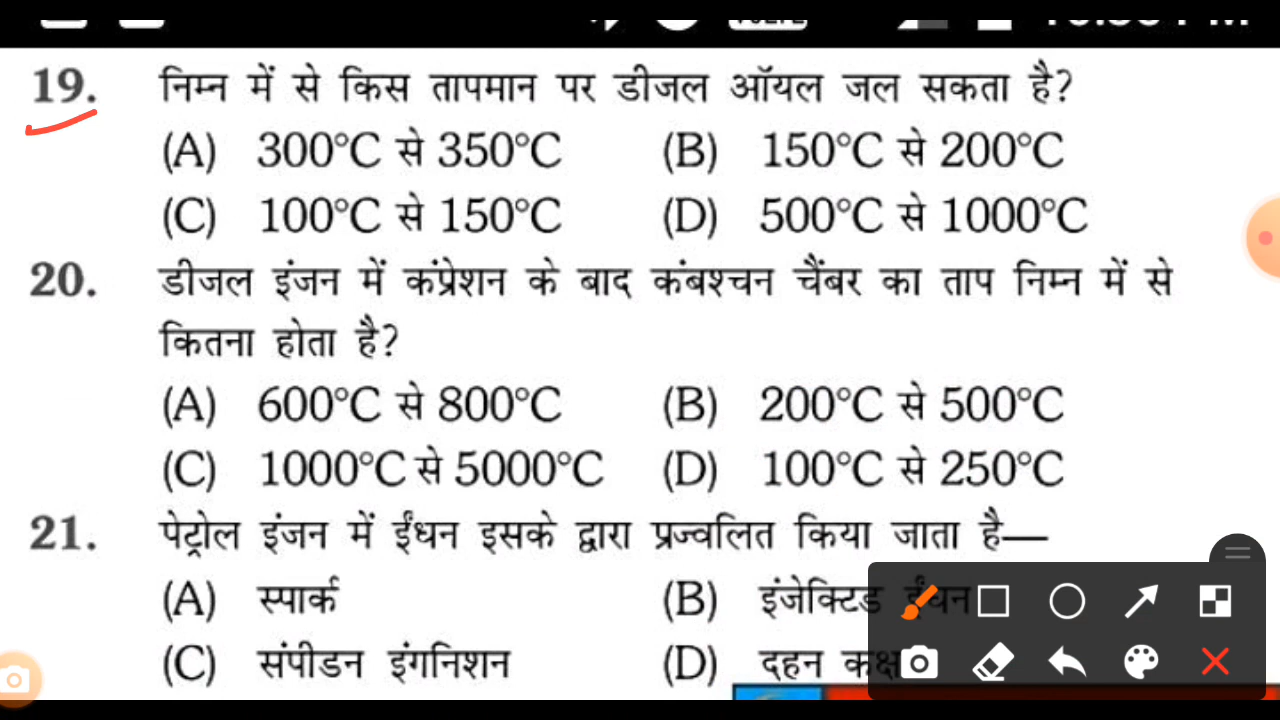 19. निम्न में से किस तापमान पर डीजल ऑयल जल सकता है?
(A) 300°C से 350°C (B) 150°C से 200°C
(C) 100°C से 150°C (D) 500°C से 1000°C
20. डीजल इंजन में कंप्रेशन के बाद कंबश्चन चैंबर का ताप निम्न में से
कितना होता है?
(A) 600°C से 800°C (B) 200°C से 500°C
(C) 1000°C से 5000°C (D) 100°C से 250°C
21. पेट्रोल इंजन में ईंधन इसके द्वारा प्रज्वलित किया जाता है—
(A) स्पार्क (B) इंजेक्टिड ईंधन
(C) संपीडन इंगनिशन (D) दहन कक्ष